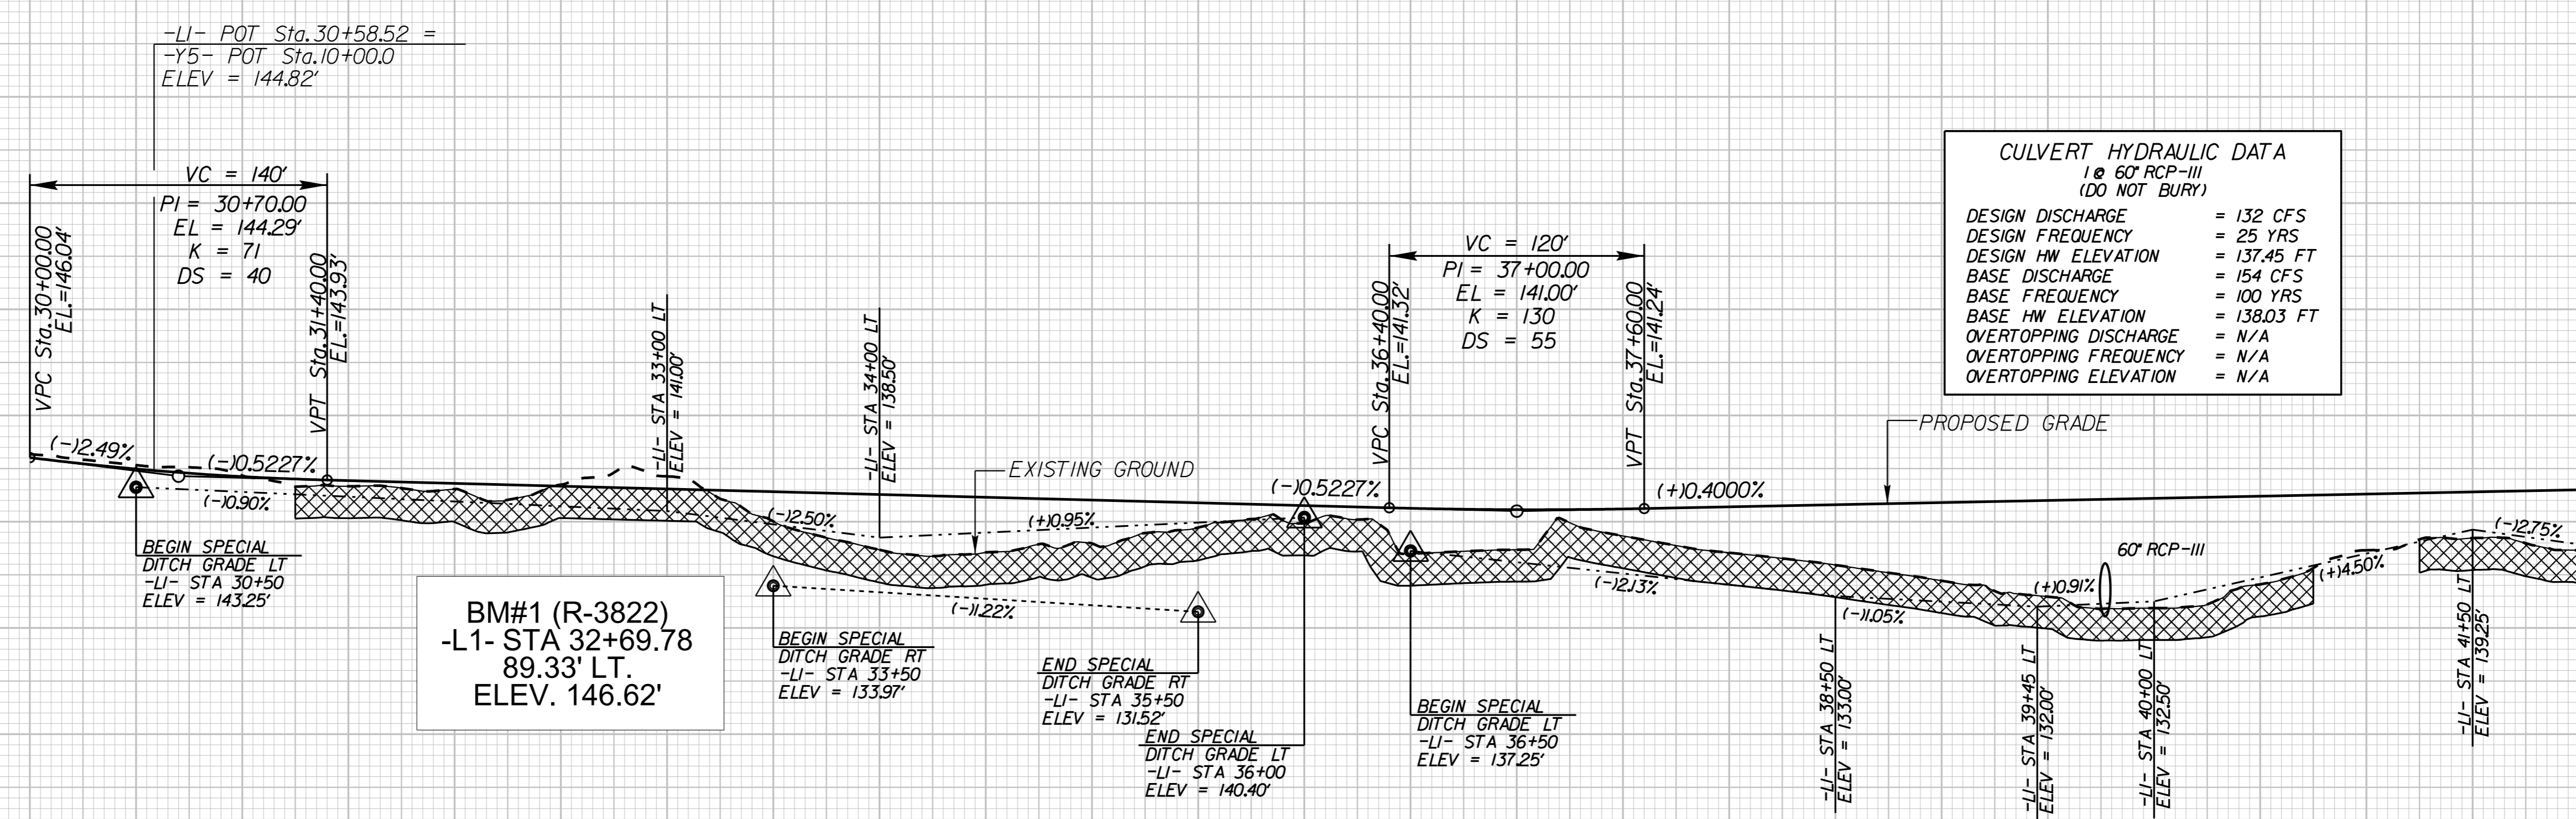 -L1- POT Sta. 30+58.52 =
-Y5- POT Sta. 10+00.0
ELEV = 144.82'
VC = 140'
PI = 30+70.00
EL = 144.29'
K = 71
DS = 40
VPC Sta. 30+00.00
EL.=146.04'
VPT Sta. 31+40.00
EL.=143.93'
(-)2.49%
(-)0.5227%
(-)0.90%
BEGIN SPECIAL
DITCH GRADE LT
-L1- STA 30+50
ELEV = 143.25'
BM#1 (R-3822)
-L1- STA 32+69.78
89.33' LT.
ELEV. 146.62'
-L1- STA 33+00 LT
ELEV = 141.00'
-L1- STA 34+00 LT
ELEV = 138.50'
(-)2.50%
(+)0.95%
EXISTING GROUND
(-)1.22%
BEGIN SPECIAL
DITCH GRADE RT
-L1- STA 33+50
ELEV = 133.97'
END SPECIAL
DITCH GRADE RT
-L1- STA 35+50
ELEV = 131.52'
END SPECIAL
DITCH GRADE LT
-L1- STA 36+00
ELEV = 140.40'
(-)0.5227%
VC = 120'
PI = 37+00.00
EL = 141.00'
K = 130
DS = 55
VPC Sta. 36+40.00
EL.=141.32'
VPT Sta. 37+60.00
EL.=141.24'
(+)0.4000%
BEGIN SPECIAL
DITCH GRADE LT
-L1- STA 36+50
ELEV = 137.25'
(-)2.13%
PROPOSED GRADE
CULVERT HYDRAULIC DATA
1 @ 60" RCP-III
(DO NOT BURY)
DESIGN DISCHARGE = 132 CFS
DESIGN FREQUENCY = 25 YRS
DESIGN HW ELEVATION = 137.45 FT
BASE DISCHARGE = 154 CFS
BASE FREQUENCY = 100 YRS
BASE HW ELEVATION = 138.03 FT
OVERTOPPING DISCHARGE = N/A
OVERTOPPING FREQUENCY = N/A
OVERTOPPING ELEVATION = N/A
60" RCP-III
(-)1.05%
(+)0.91%
(+)4.50%
(-)2.75%
-L1- STA 38+50 LT
ELEV = 133.00'
-L1- STA 39+45 LT
ELEV = 132.00'
-L1- STA 40+00 LT
ELEV = 132.50'
-L1- STA 41+50 LT
ELEV = 139.25'